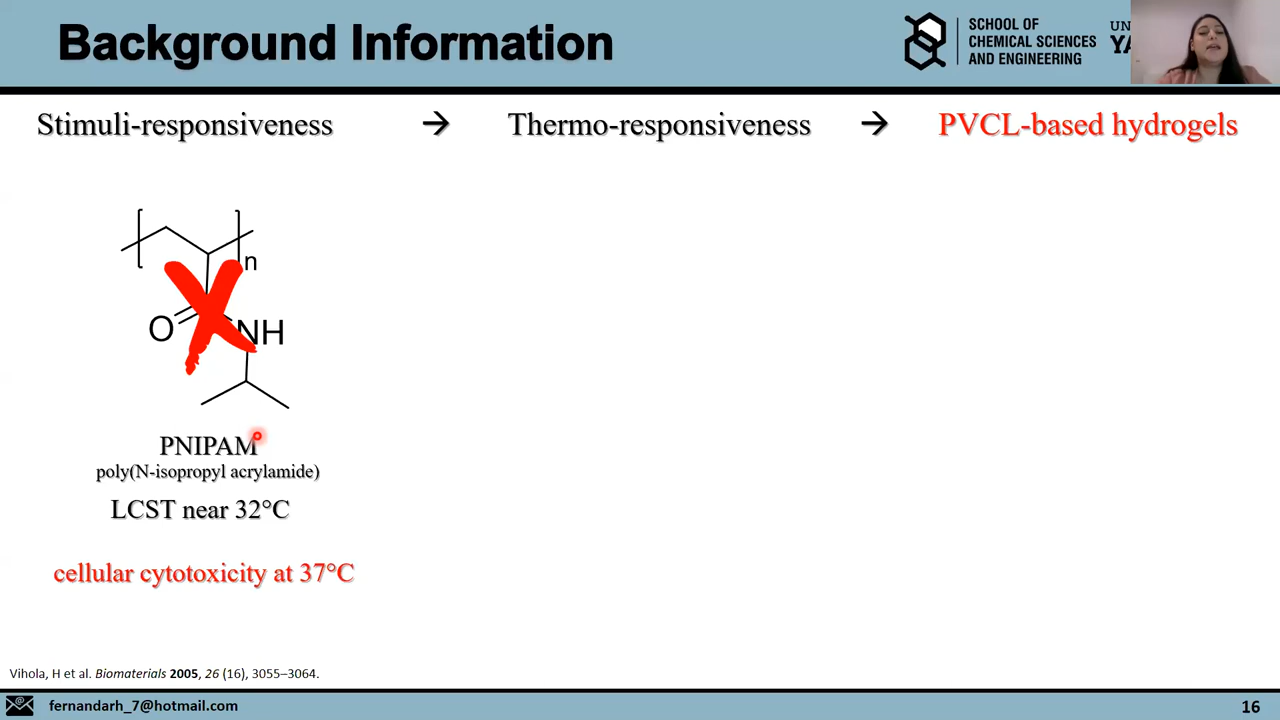 Background Information
SCHOOL OF
CHEMICAL SCIENCES
AND ENGINEERING
Stimuli-responsiveness → Thermo-responsiveness → PVCL-based hydrogels
n
O
NH
PNIPAM
poly(N-isopropyl acrylamide)
LCST near 32°C
cellular cytotoxicity at 37°C
Vihola, H et al. Biomaterials 2005, 26 (16), 3055–3064.
fernandarh_7@hotmail.com
16